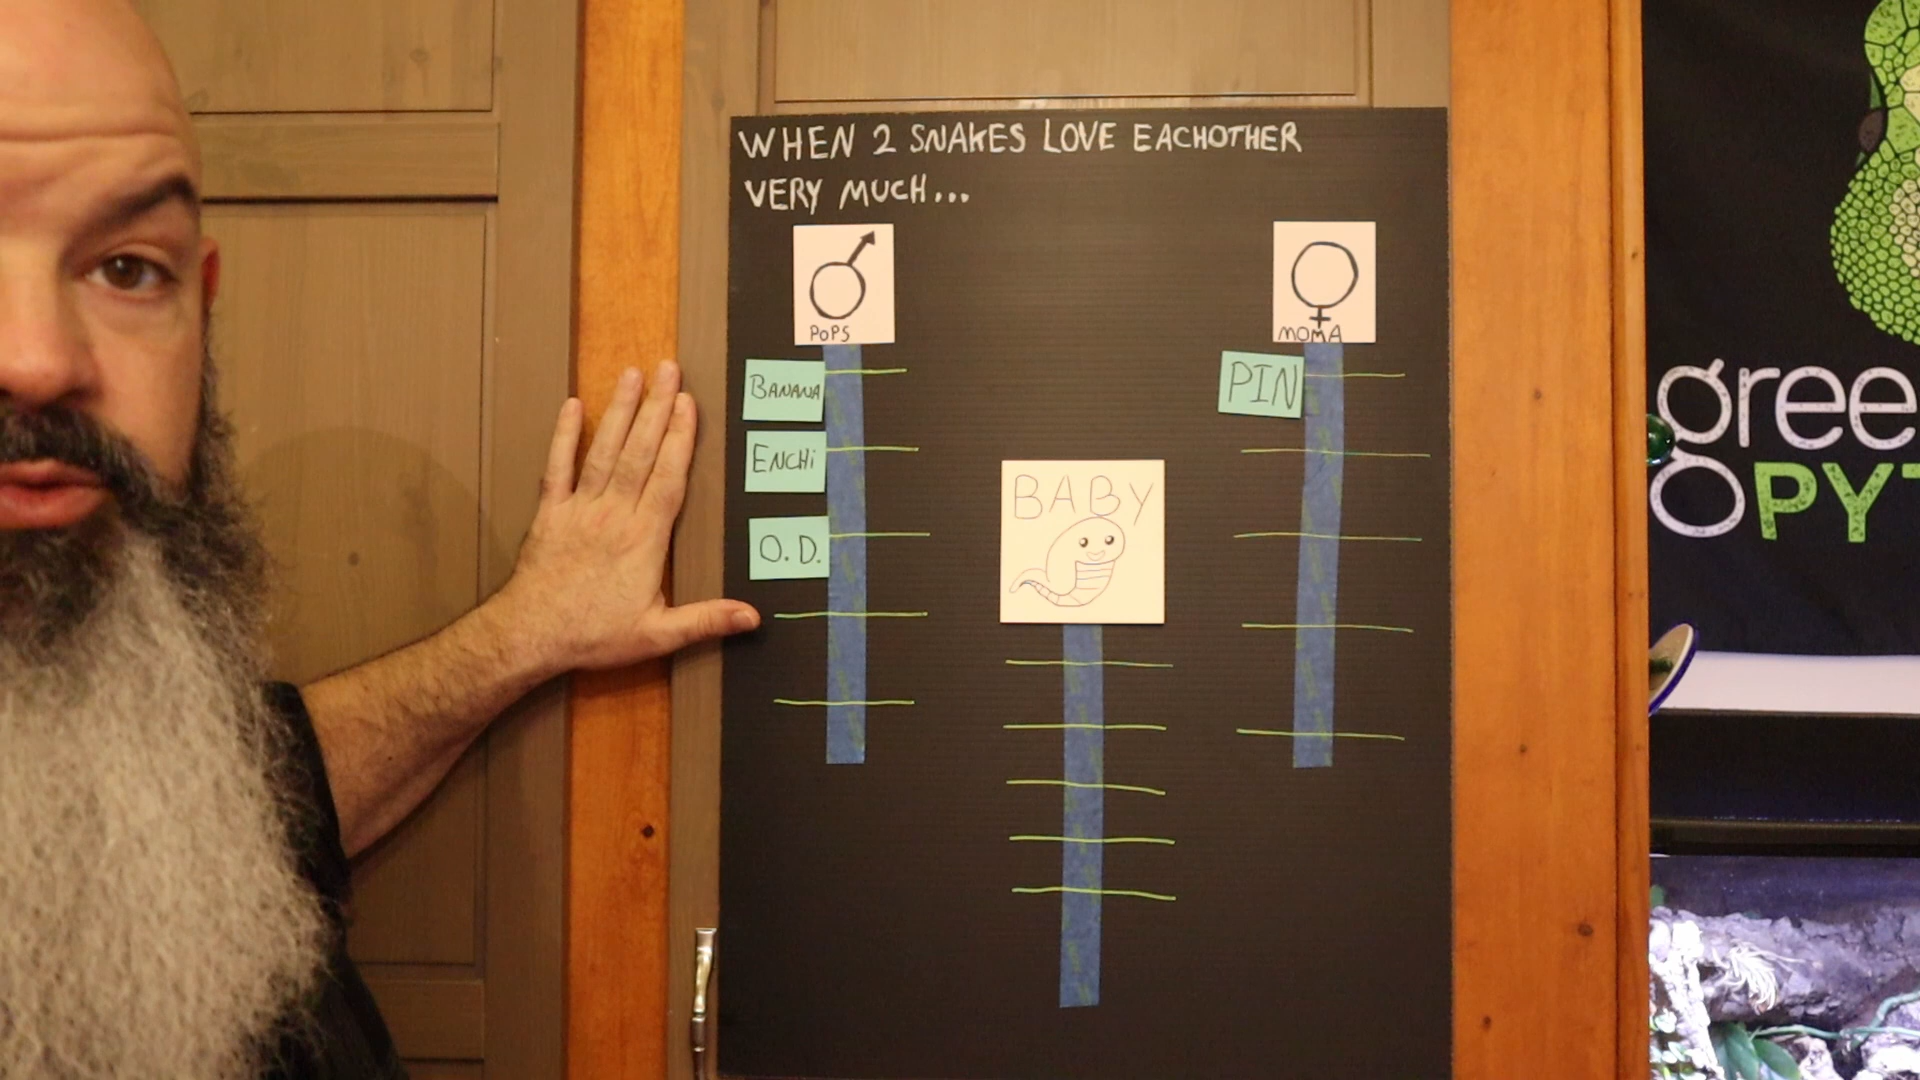 WHEN 2 SNAKES LOVE EACHOTHER
VERY MUCH...
POPS
MOMA
BANANA
ENCHi
O.D.
PIN
BABY
gree
PYT